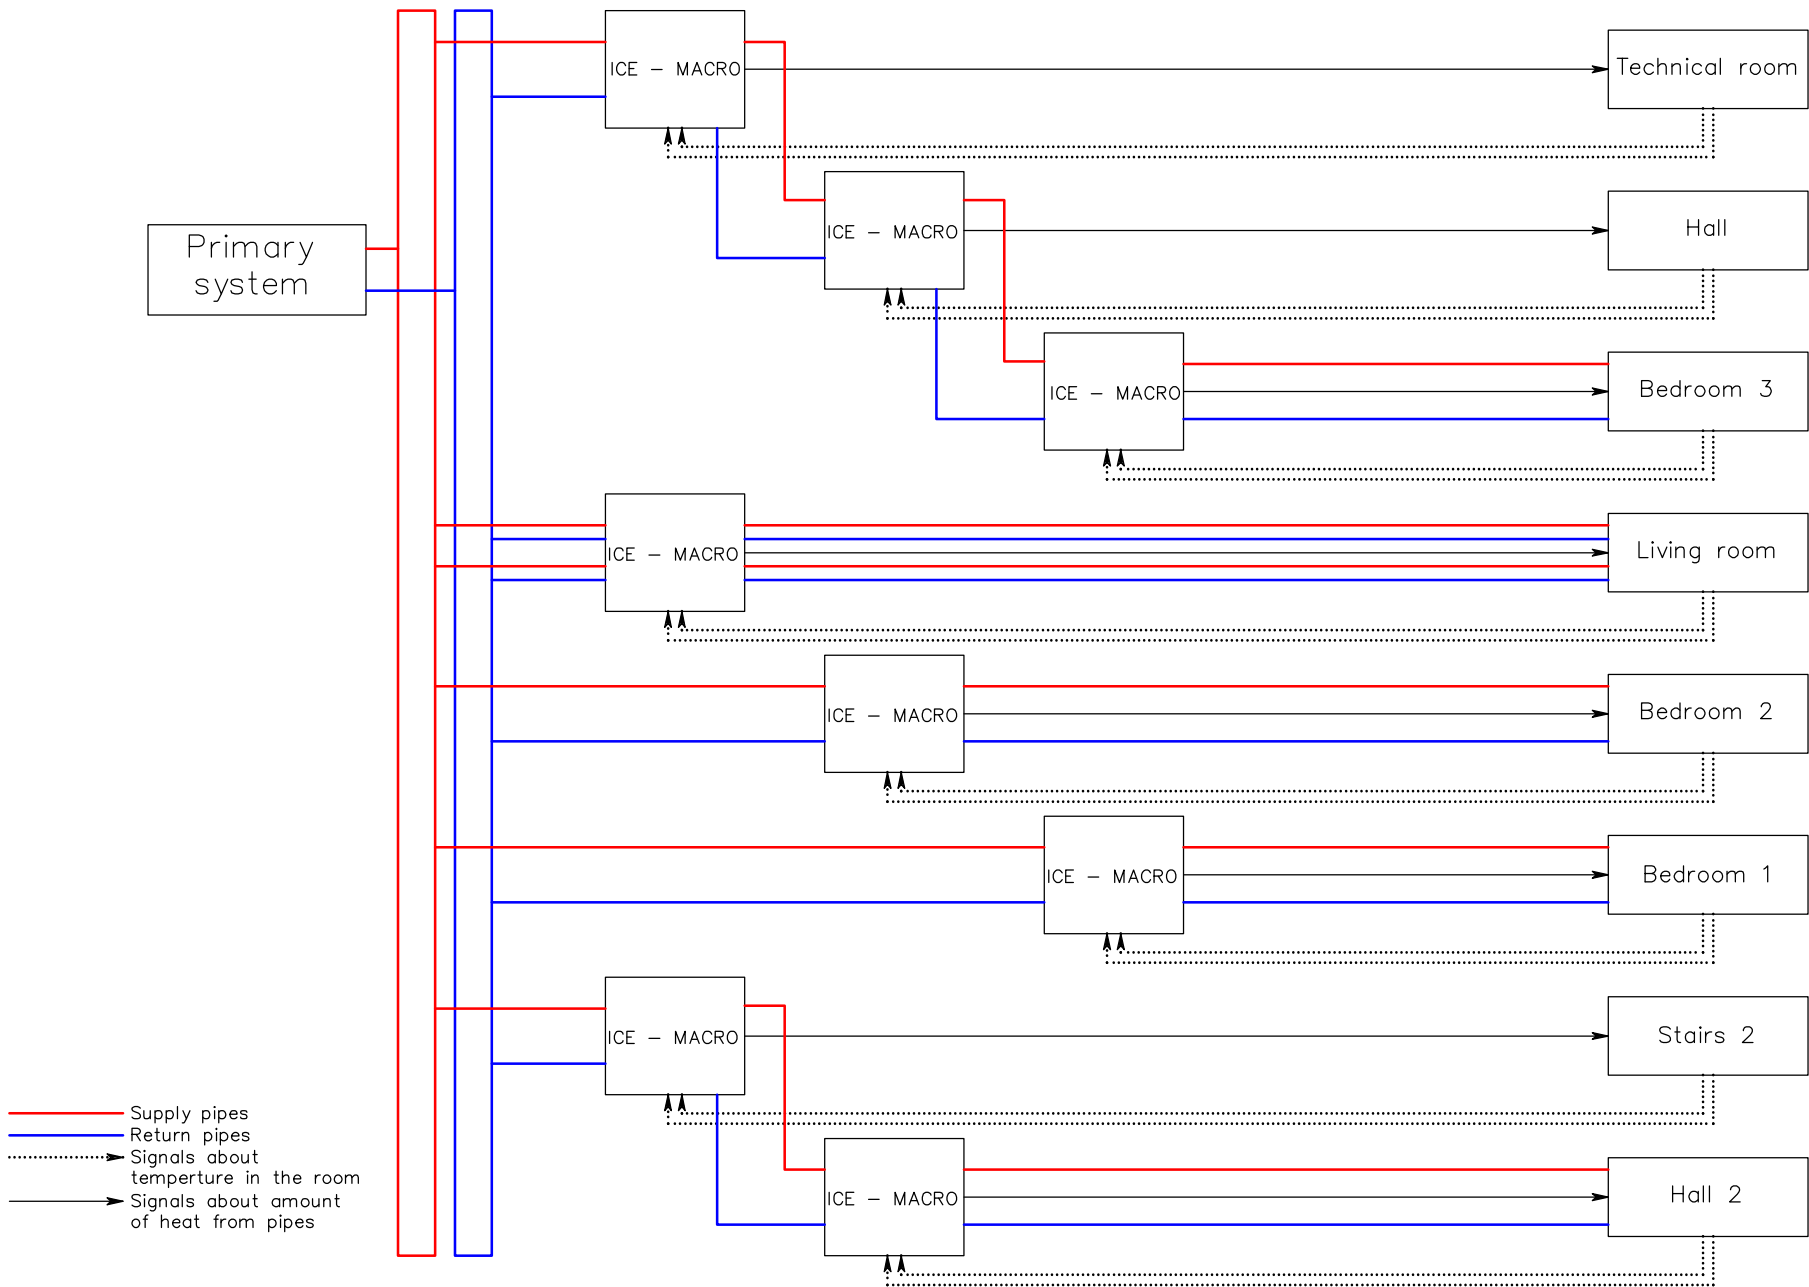 ICE - MACRO
Technical room
ICE - MACRO
Hall
Primary
system
ICE - MACRO
Bedroom 3
ICE - MACRO
Living room
ICE - MACRO
Bedroom 2
ICE - MACRO
Bedroom 1
ICE - MACRO
Stairs 2
ICE - MACRO
Hall 2
Supply pipes
Return pipes
Signals about
temperture in the room
Signals about amount
of heat from pipes